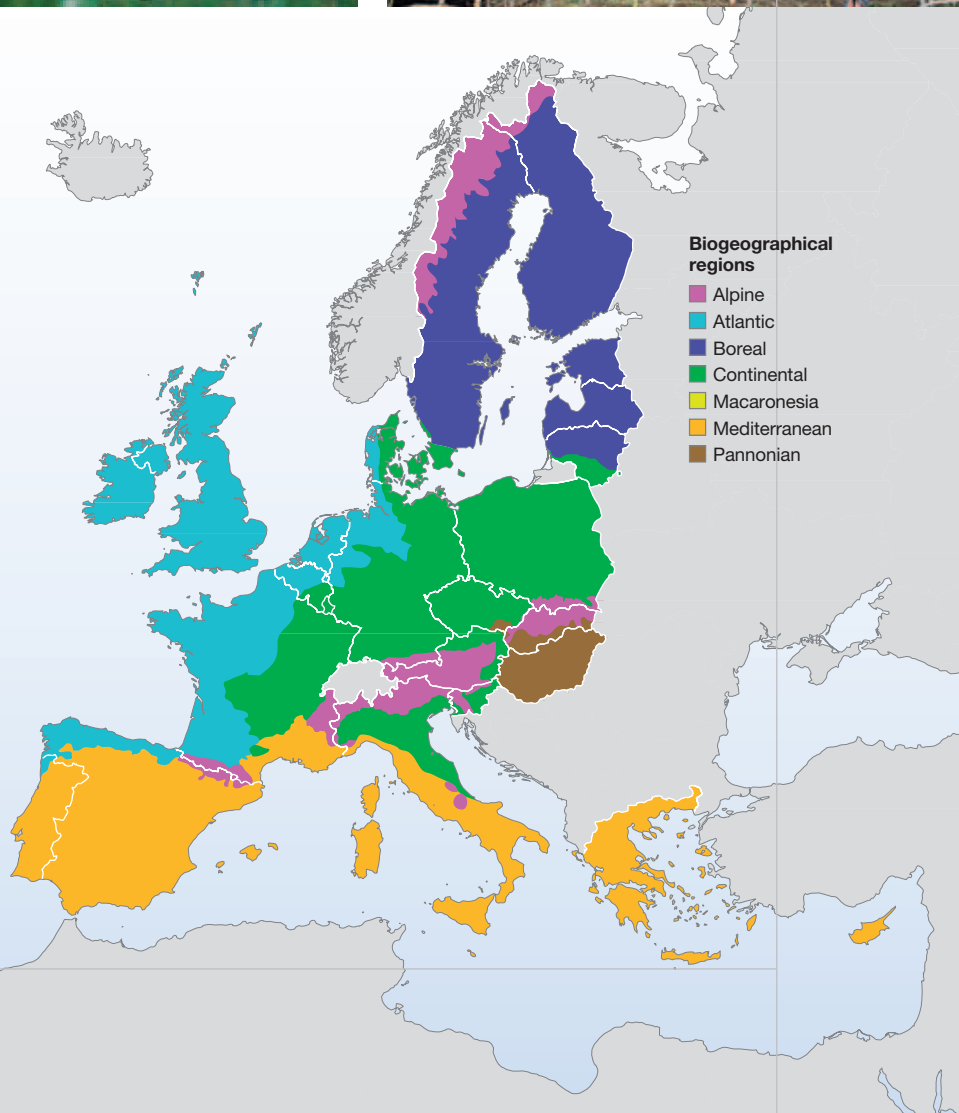 Biogeographical
regions
Alpine
Atlantic
Boreal
Continental
Macaronesia
Mediterranean
Pannonian